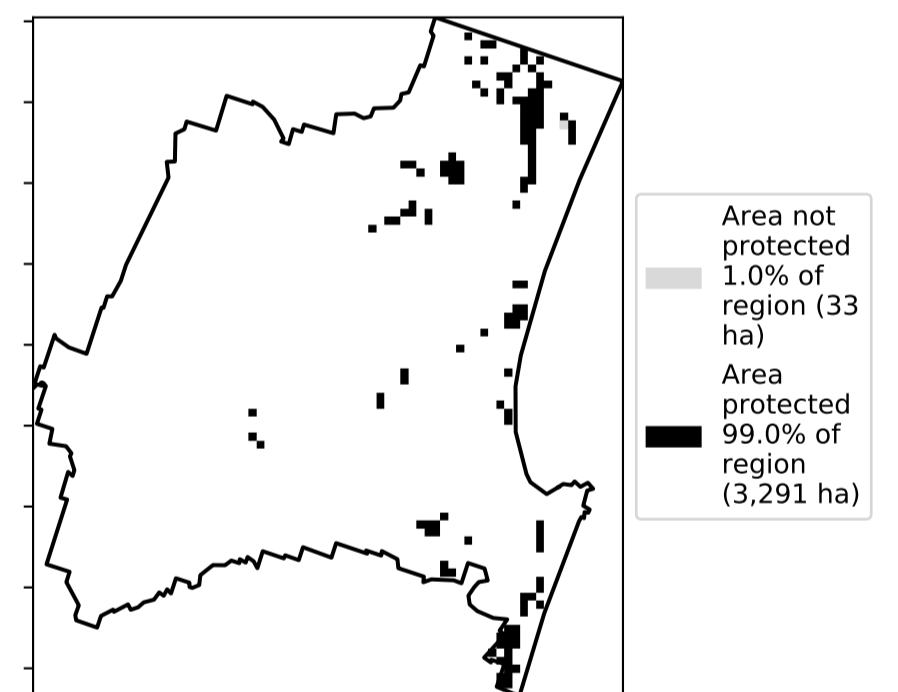 Area not
protected
1.0% of
region (33
ha)
Area
protected
99.0% of
region
(3,291 ha)